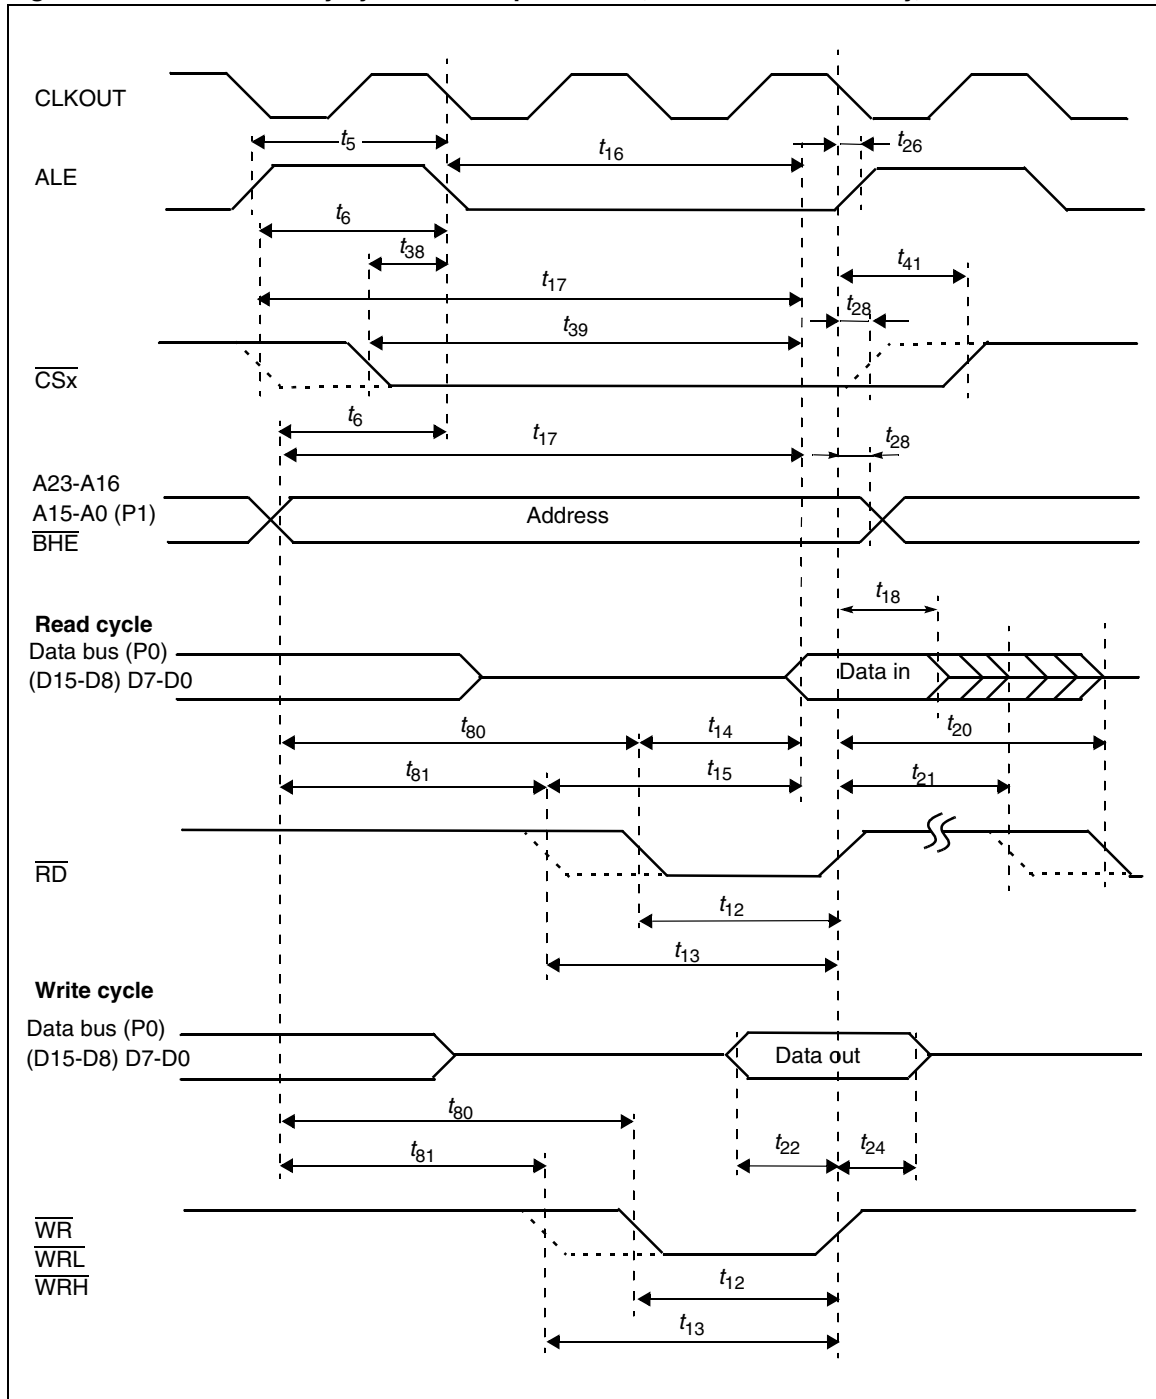 CLKOUT
t5
t16
t26
ALE
t6
t38
t41
t17
t28
t39
CSx
t6
t17
t28
A23-A16
A15-A0 (P1)
Address
BHE
t18
Read cycle
Data bus (P0)
Data in
(D15-D8) D7-D0
t80
t14
t20
t81
t15
t21
RD
t12
t13
Write cycle
Data bus (P0)
(D15-D8) D7-D0
Data out
t80
t22
t24
t81
WR
WRL
WRH
t12
t13